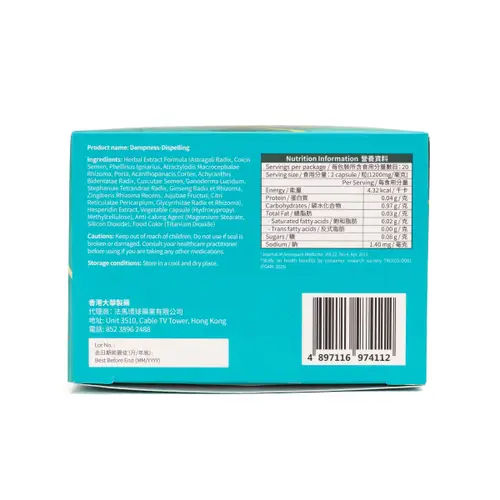 Product name: Dampness-Dispelling
Ingredients: Herbal Extract Formula (Astragali Radix, Coicis
Semen, Phellinus Igniarius, Atractylodis Macrocephalae
Rhizoma, Poria, Acanthopanacis Cortex, Achyranthis
Bidentatae Radix, Cuscutae Semen, Ganoderma Lucidum,
Stephaniae Tetrandrae Radix, Ginseng Radix et Rhizoma,
Zingiberis Rhizoma Recens, Jujubae Fructus, Citri
Reticulatae Pericarpium, Glycyrrhizae Radix et Rhizoma),
Hesperidin Extract, Vegetable capsule (Hydroxypropyl
Methylcellulose), Anti-caking Agent (Magnesium Stearate,
Silicon Dioxide), Food Color (Titanium Dioxide)
Cautions: Keep out of reach of children. Do not use if seal is
broken or damaged. Consult your healthcare practitioner
before using if you are taking any other medications.
Storage conditions: Store in a cool and dry place.
香港大華製藥
代理商: 法馬環球藥業有限公司
地址: Unit 3510, Cable TV Tower, Hong Kong
電話: 852 3896 2488
Lot No.:
此日期前最佳(月/年底):
Best Before End (MM/YYYY)
Nutrition Information 營養資料
Servings per package / 每包裝所含食用分量數目:20
Serving size / 食用分量: 2 capsule / 粒(1200mg/毫克)
Per Serving / 每食用分量
Energy / 能量 4.32 kcal / 千卡
Protein / 蛋白質 0.04 g / 克
Carbohydrates / 碳水化合物 0.97 g / 克
Total Fat / 總脂肪 0.03 g / 克
- Saturated fatty acids / 飽和脂肪 0.02 g / 克
- Trans fatty acids / 反式脂肪 0.00 g / 克
Sugars / 糖 0.08 g / 克
Sodium / 鈉 1.40 mg / 毫克
4 897116 974112